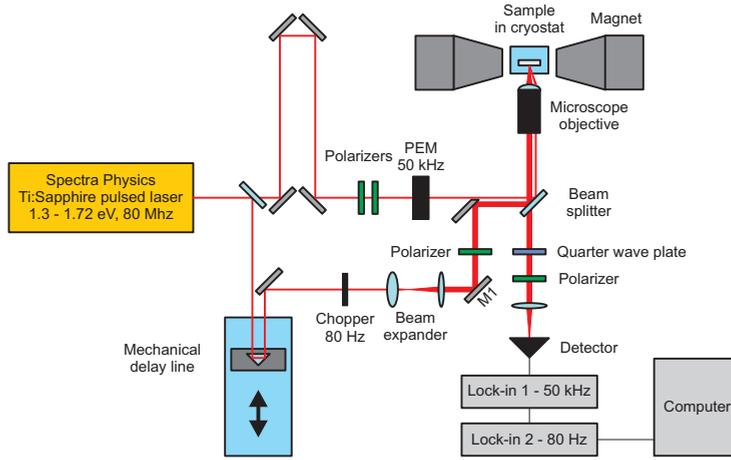 Sample
in cryostat
Magnet
Microscope
objective
Polarizers
PEM
50 kHz
Spectra Physics
Ti:Sapphire pulsed laser
1.3 - 1.72 eV, 80 Mhz
Beam
splitter
Polarizer
Quarter wave plate
Polarizer
M1
Chopper
80 Hz
Beam
expander
Mechanical
delay line
Detector
Lock-in 1 - 50 kHz
Lock-in 2 - 80 Hz
Computer